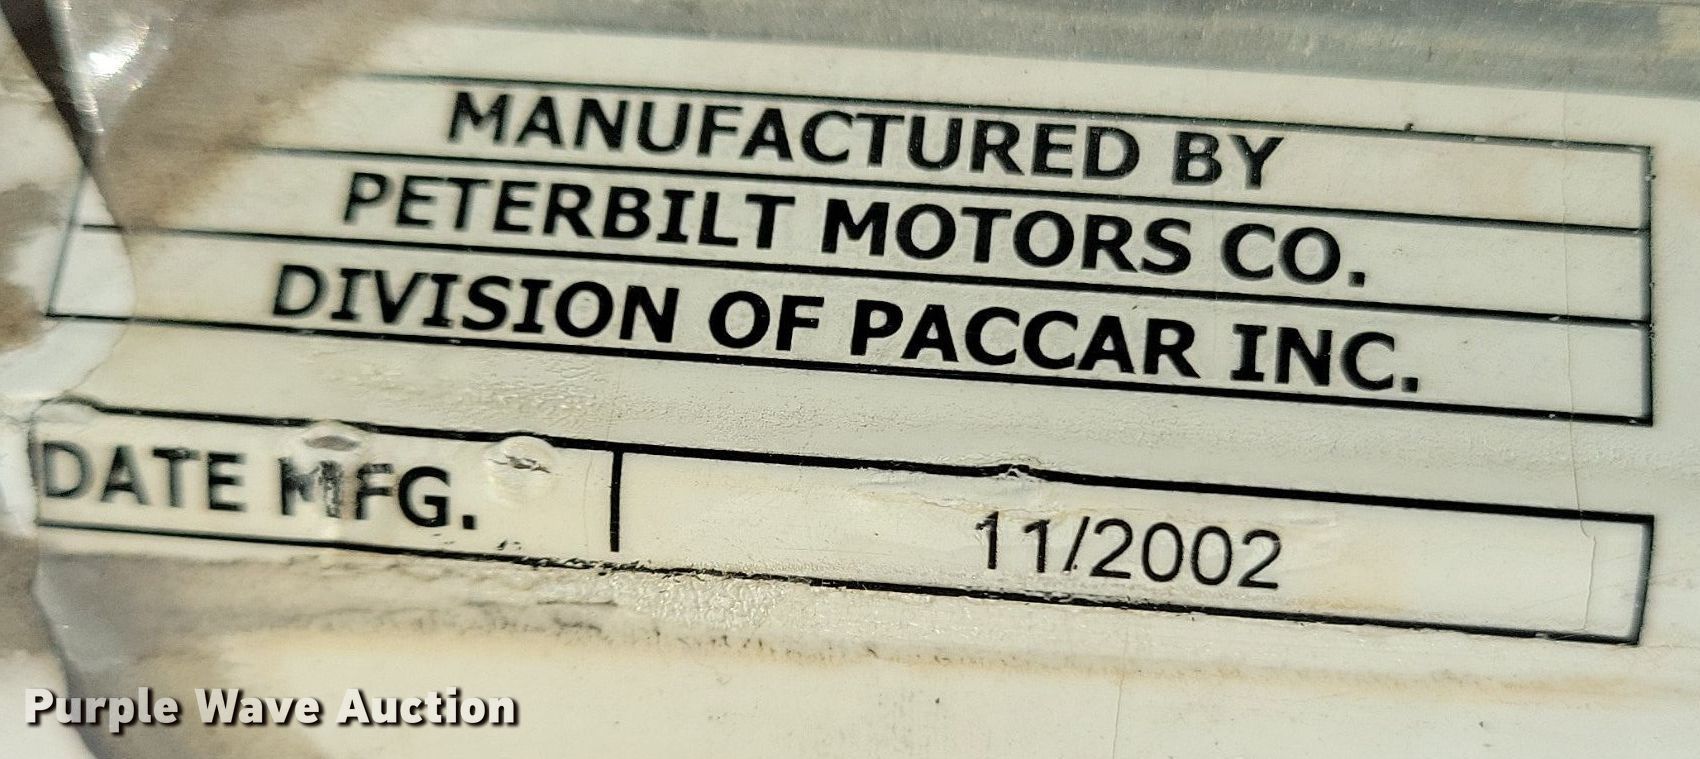 MANUFACTURED BY
PETERBILT MOTORS CO.
DIVISION OF PACCAR INC.
DATE MFG. 11/2002
Purple Wave Auction